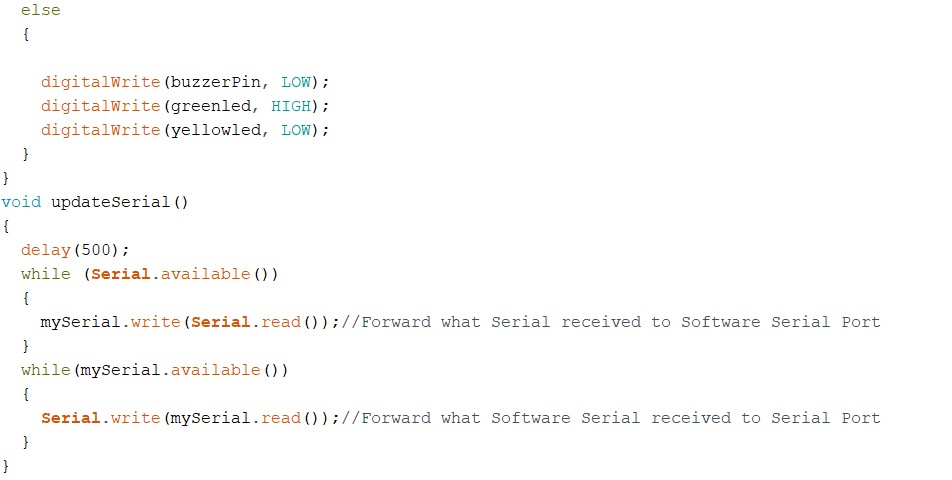 else
{
digitalWrite(buzzerPin, LOW);
digitalWrite(greenled, HIGH);
digitalWrite(yellowled, LOW);
}
}
void updateSerial()
{
delay(500);
while (Serial.available())
{
mySerial.write(Serial.read());//Forward what Serial received to Software Serial Port
}
while(mySerial.available())
{
Serial.write(mySerial.read());//Forward what Software Serial received to Serial Port
}
}